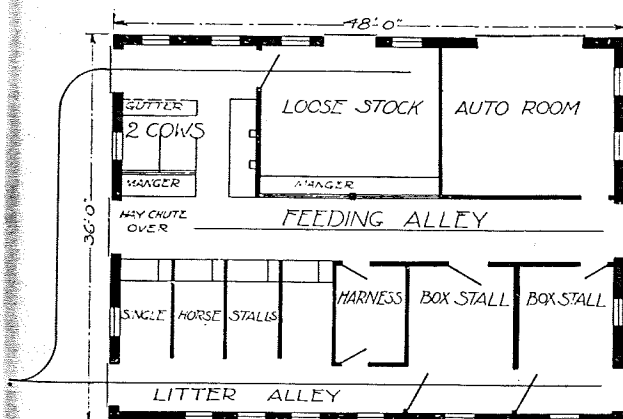 48'-0"
GUTTER
2 COWS
LOOSE STOCK
AUTO ROOM
MANGER
MANGER
36'-0"
HAY CHUTE
OVER
FEEDING ALLEY
SINGLE HORSE STALLS
HARNESS
BOX STALL
BOX STALL
LITTER ALLEY